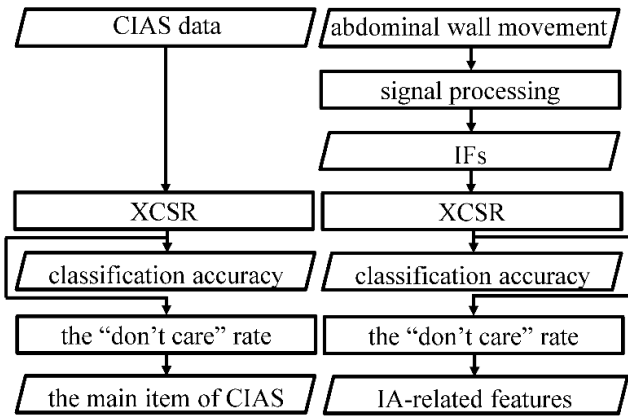 CIAS data
XCSR
classification accuracy
the “don’t care” rate
the main item of CIAS
abdominal wall movement
signal processing
IFs
XCSR
classification accuracy
the “don’t care” rate
IA-related features